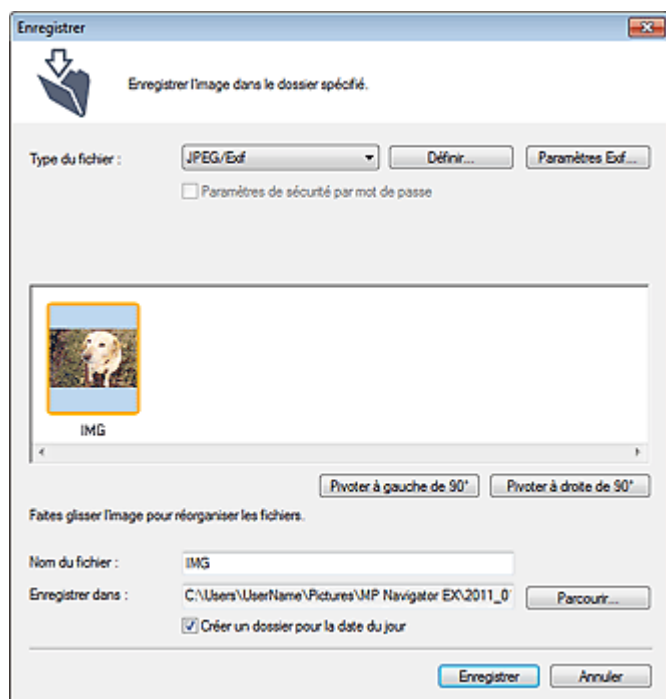 Enregistrer
Enregistrer l'image dans le dossier spécifié.
Type du fichier : JPEG/Exif Définir... Paramètres Exif...
Paramètres de sécurité par mot de passe
IMG
Pivoter à gauche de 90° Pivoter à droite de 90°
Faites glisser l'image pour réorganiser les fichiers.
Nom du fichier : IMG
Enregistrer dans : C:\Users\UserName\Pictures\MP Navigator EX\2011_0 Parcourir...
Créer un dossier pour la date du jour
Enregistrer Annuler